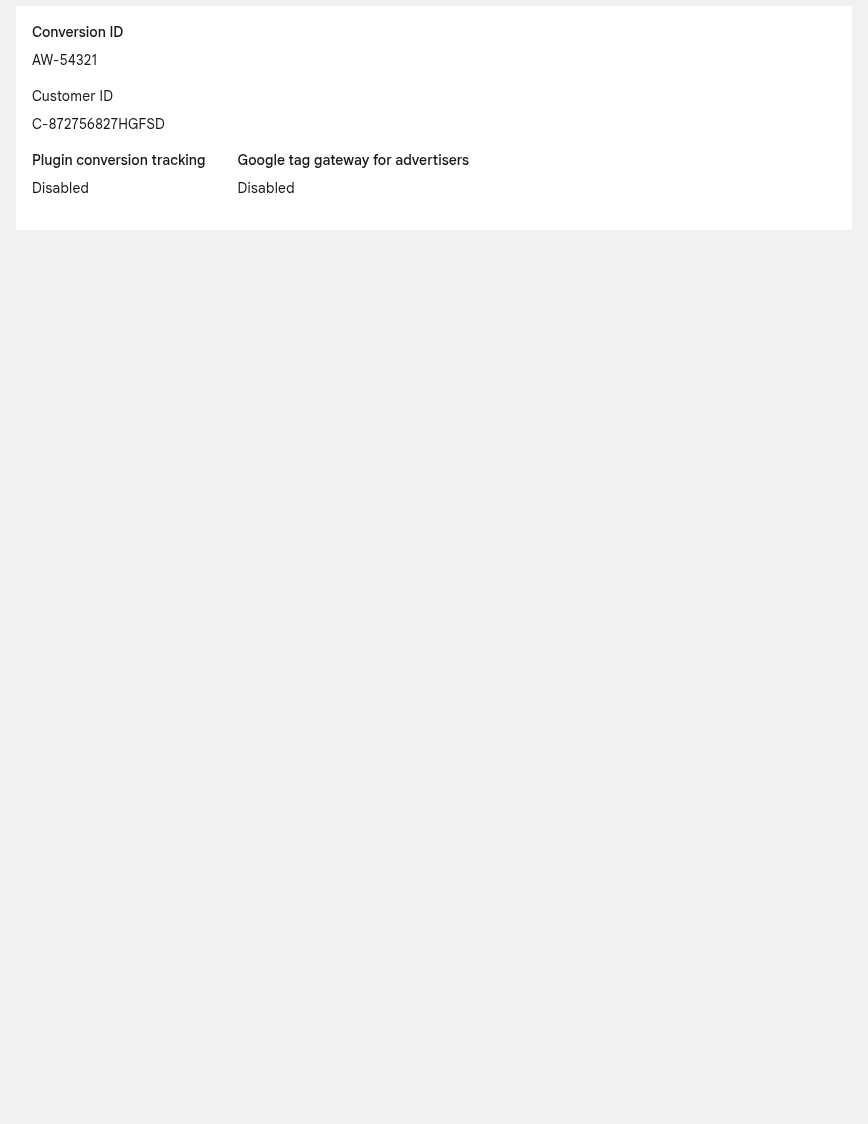 Conversion ID
AW-54321
Customer ID
C-872756827HGFSD
Plugin conversion tracking
Disabled
Google tag gateway for advertisers
Disabled